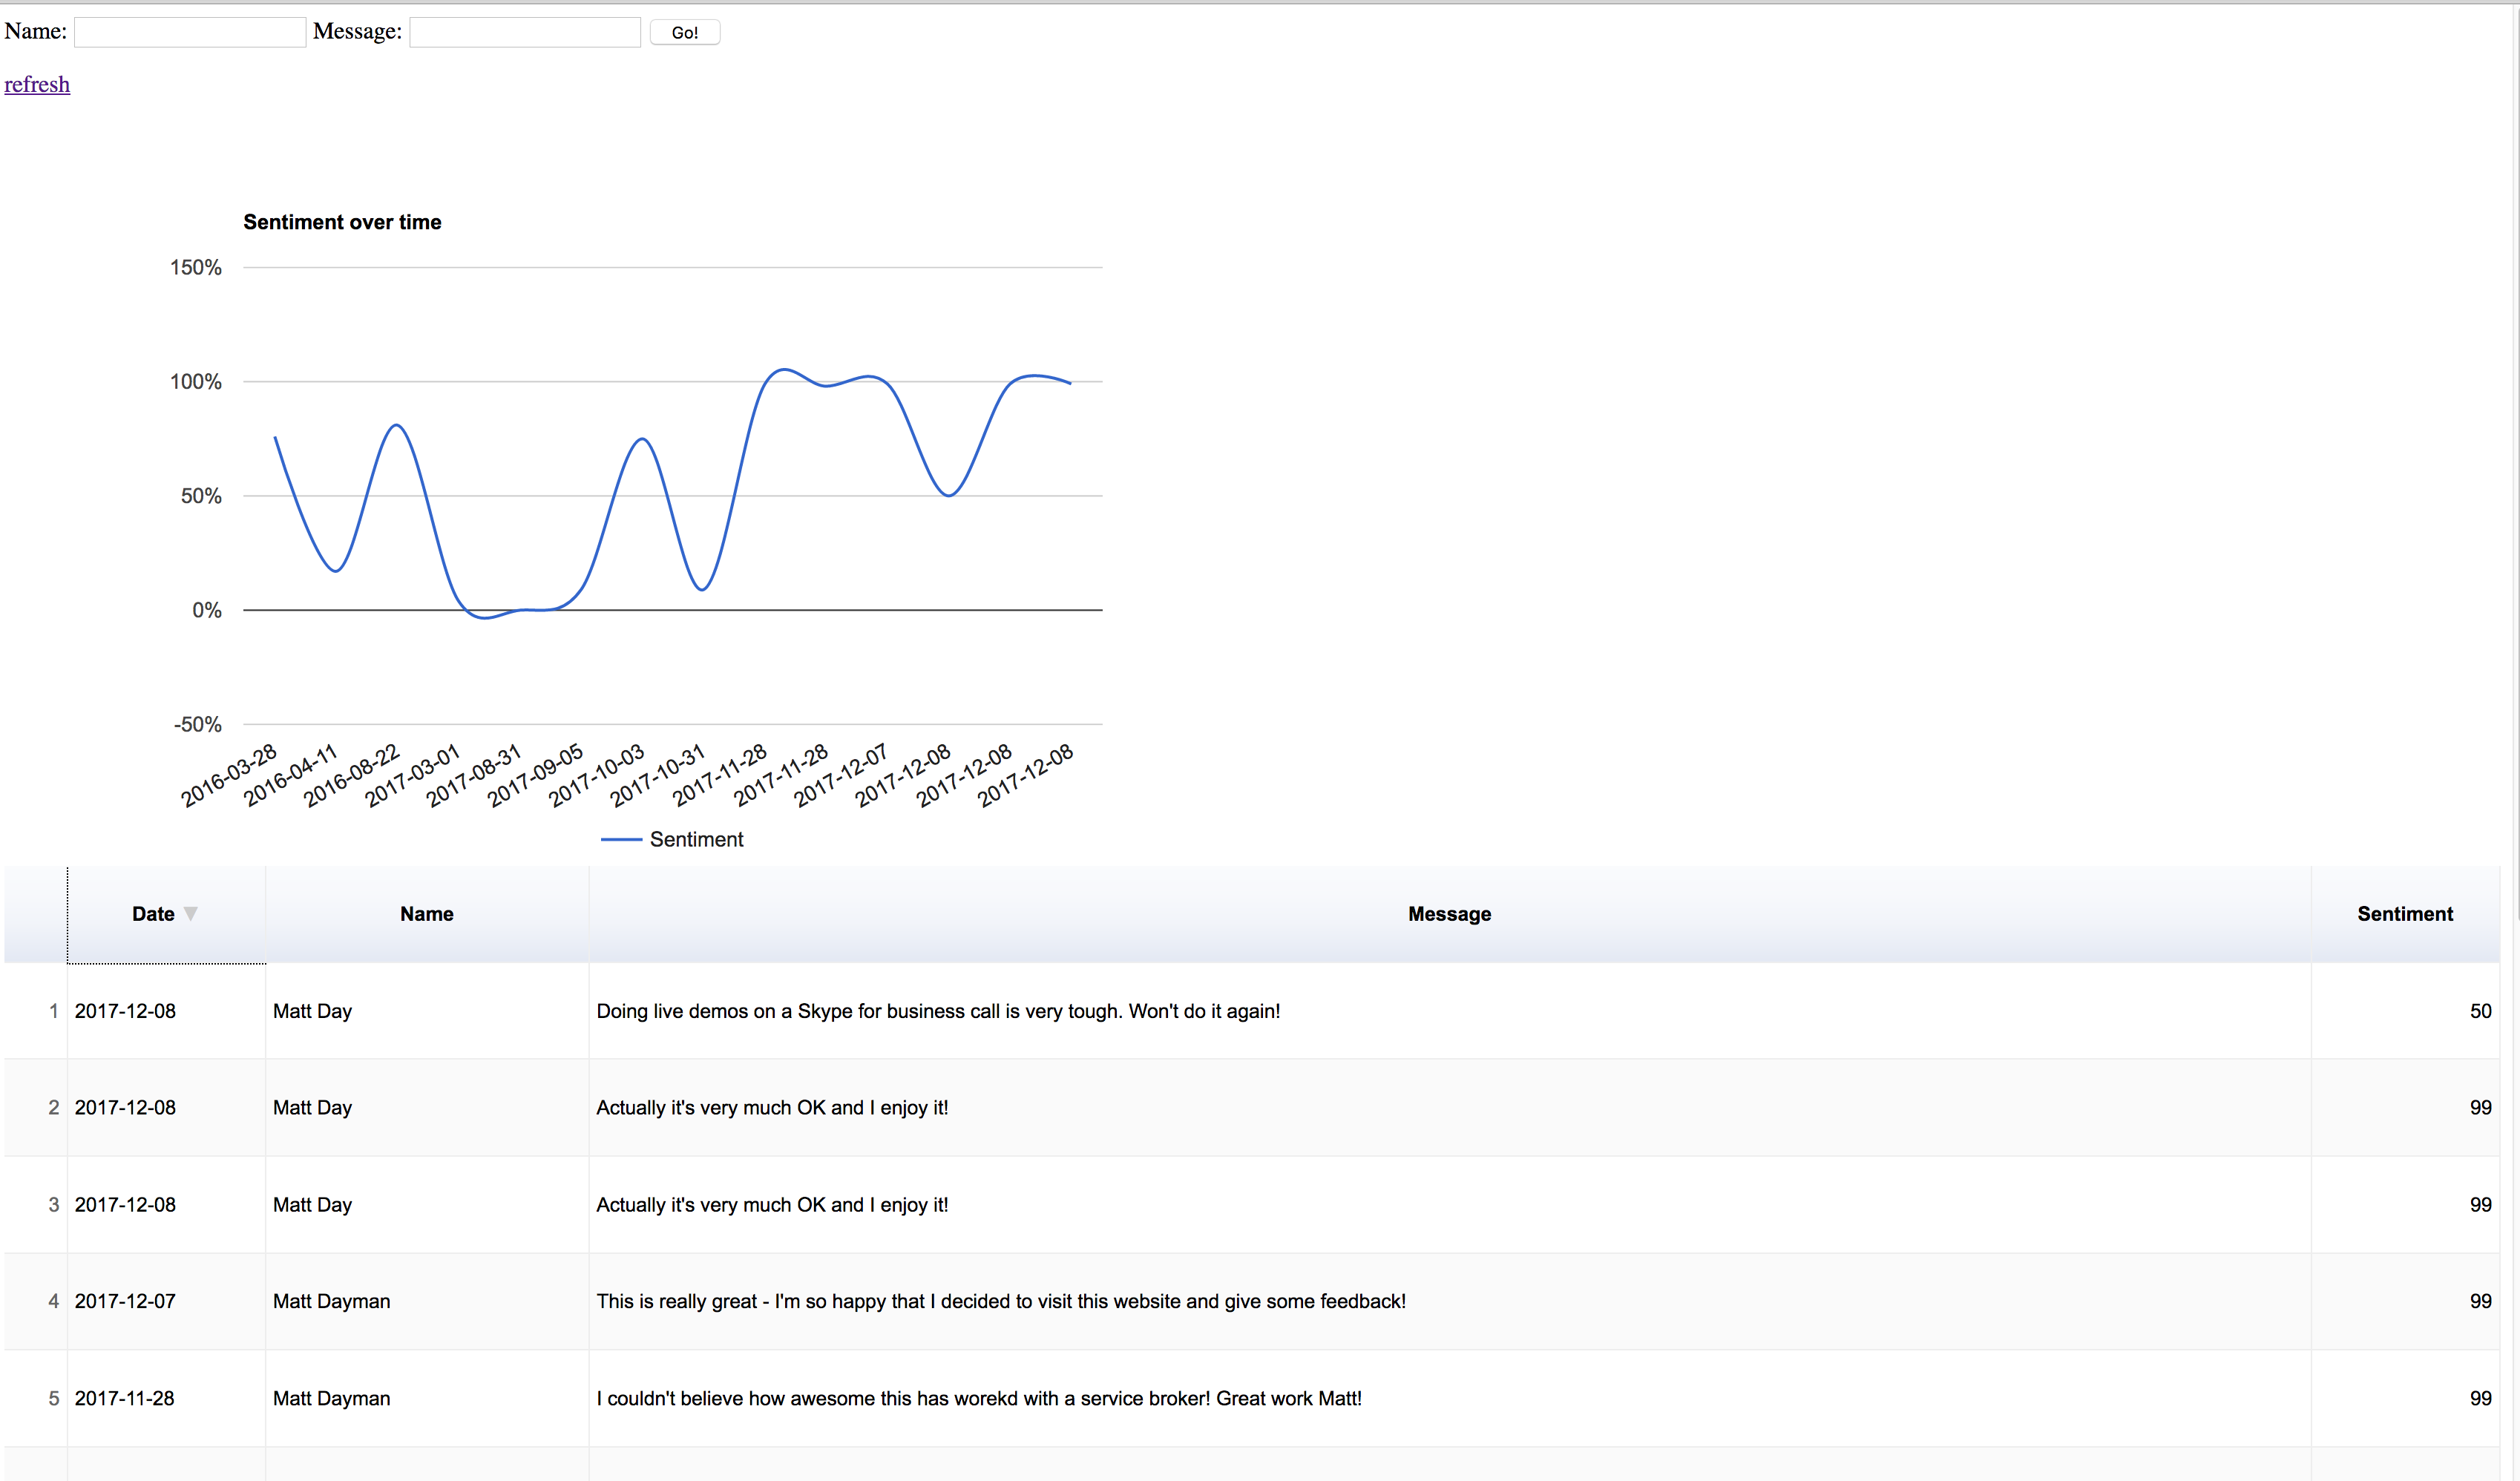 Name: Message: Go!
refresh
Sentiment over time
150%
100%
50%
0%
-50%
2016-03-28 2016-04-11 2016-08-22 2017-03-01 2017-08-31 2017-09-05 2017-10-03 2017-10-31 2017-11-28 2017-11-28 2017-12-07 2017-12-08 2017-12-08 2017-12-08
Sentiment
Date Name Message Sentiment
1 2017-12-08 Matt Day Doing live demos on a Skype for business call is very tough. Won't do it again! 50
2 2017-12-08 Matt Day Actually it's very much OK and I enjoy it! 99
3 2017-12-08 Matt Day Actually it's very much OK and I enjoy it! 99
4 2017-12-07 Matt Dayman This is really great - I'm so happy that I decided to visit this website and give some feedback! 99
5 2017-11-28 Matt Dayman I couldn't believe how awesome this has worekd with a service broker! Great work Matt! 99